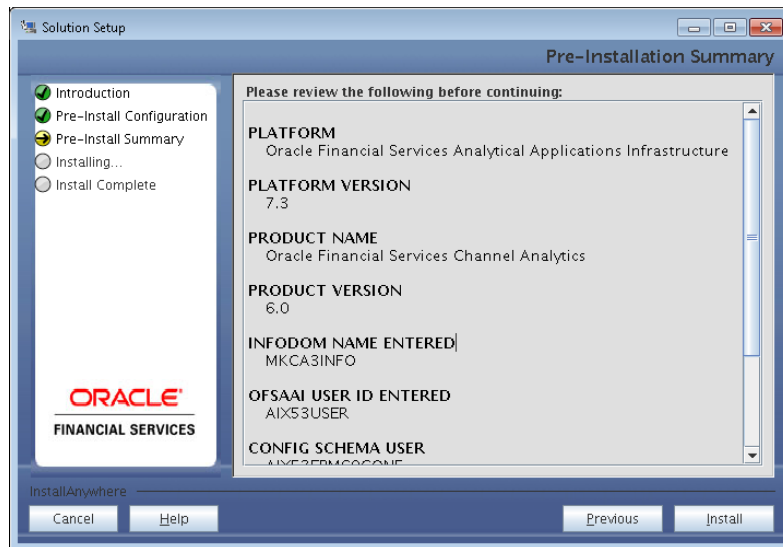 Solution Setup
Pre-Installation Summary
Introduction
Pre-Install Configuration
Pre-Install Summary
Installing...
Install Complete
ORACLE
FINANCIAL SERVICES
Please review the following before continuing:
PLATFORM
Oracle Financial Services Analytical Applications Infrastructure
PLATFORM VERSION
7.3
PRODUCT NAME
Oracle Financial Services Channel Analytics
PRODUCT VERSION
6.0
INFODOM NAME ENTERED
MKCA3INFO
OFSAAI USER ID ENTERED
AIX53USER
CONFIG SCHEMA USER
InstallAnywhere
Cancel
Help
Previous
Install